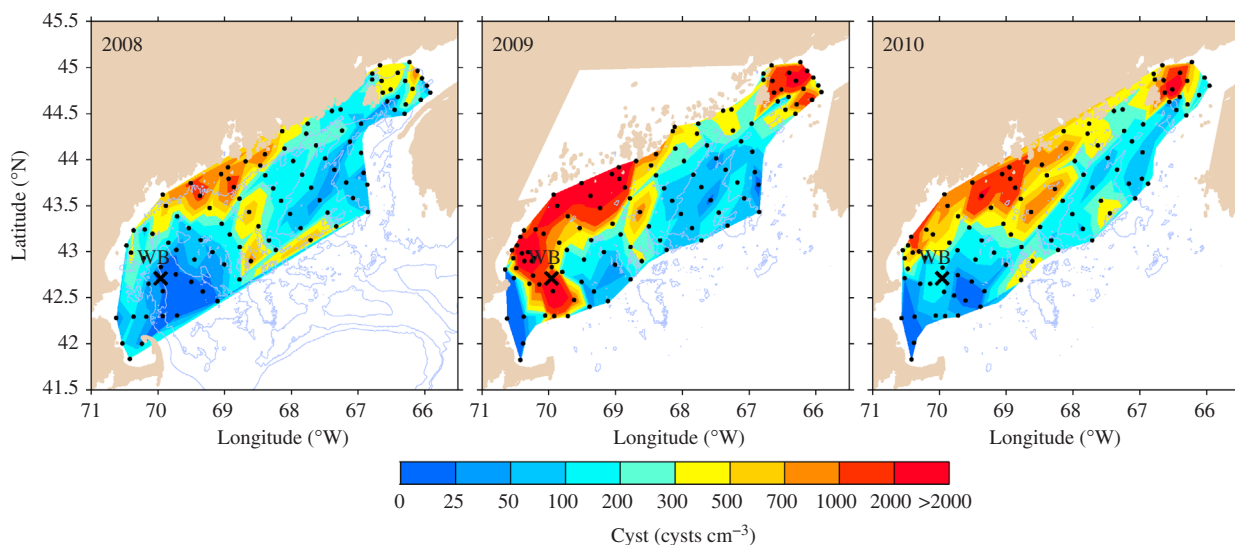 2008
2009
2010
45.5
45
44.5
44
43.5
43
42.5
42
41.5
Latitude (°N)
WB
WB
WB
71 70 69 68 67 66
71 70 69 68 67 66
71 70 69 68 67 66
Longitude (°W)
Longitude (°W)
Longitude (°W)
0 25 50 100 200 300 500 700 1000 2000 >2000
Cyst (cysts cm⁻³)